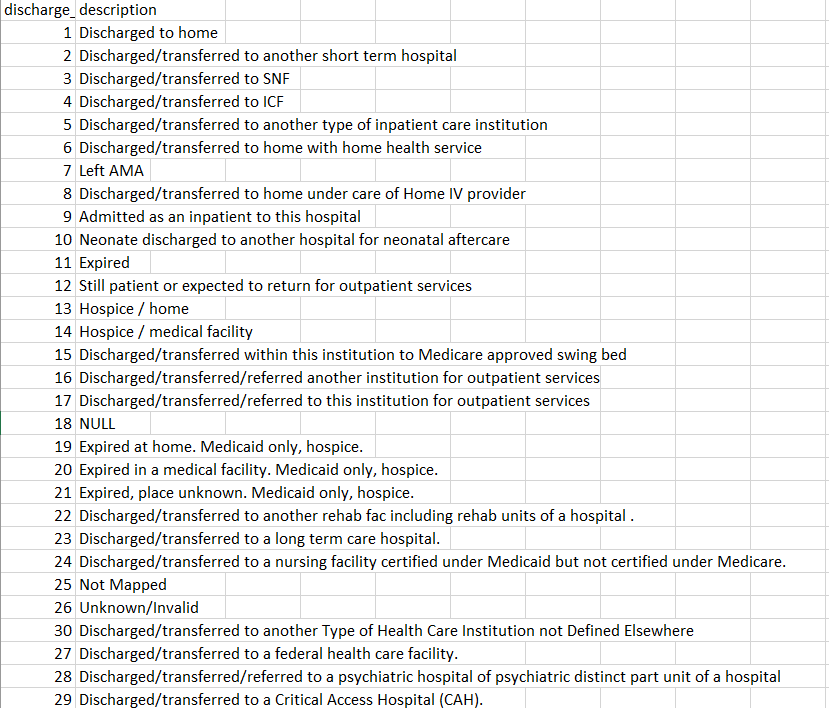 discharge_ description
1 Discharged to home
2 Discharged/transferred to another short term hospital
3 Discharged/transferred to SNF
4 Discharged/transferred to ICF
5 Discharged/transferred to another type of inpatient care institution
6 Discharged/transferred to home with home health service
7 Left AMA
8 Discharged/transferred to home under care of Home IV provider
9 Admitted as an inpatient to this hospital
10 Neonate discharged to another hospital for neonatal aftercare
11 Expired
12 Still patient or expected to return for outpatient services
13 Hospice / home
14 Hospice / medical facility
15 Discharged/transferred within this institution to Medicare approved swing bed
16 Discharged/transferred/referred another institution for outpatient services
17 Discharged/transferred/referred to this institution for outpatient services
18 NULL
19 Expired at home. Medicaid only, hospice.
20 Expired in a medical facility. Medicaid only, hospice.
21 Expired, place unknown. Medicaid only, hospice.
22 Discharged/transferred to another rehab fac including rehab units of a hospital .
23 Discharged/transferred to a long term care hospital.
24 Discharged/transferred to a nursing facility certified under Medicaid but not certified under Medicare.
25 Not Mapped
26 Unknown/Invalid
30 Discharged/transferred to another Type of Health Care Institution not Defined Elsewhere
27 Discharged/transferred to a federal health care facility.
28 Discharged/transferred/referred to a psychiatric hospital of psychiatric distinct part unit of a hospital
29 Discharged/transferred to a Critical Access Hospital (CAH).